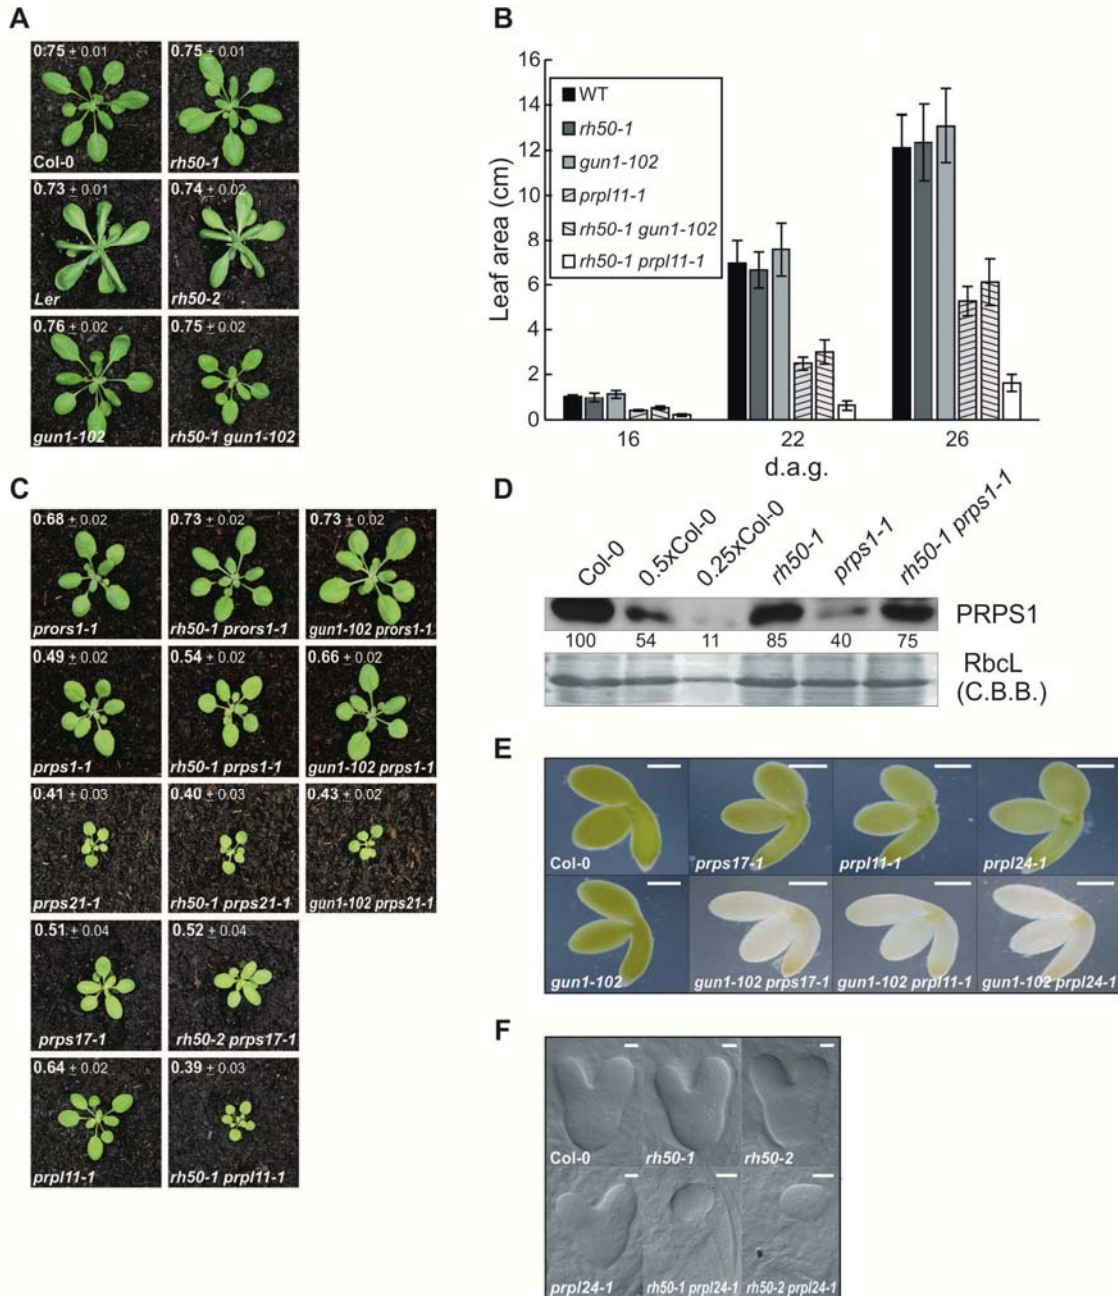 A
0.75 ± 0.01
0.75 ± 0.01
Col-0
rh50-1
0.73 ± 0.01
0.74 ± 0.02
Ler
rh50-2
0.76 ± 0.02
0.75 ± 0.02
gun1-102
rh50-1 gun1-102
B
16
14
12
10
8
6
4
2
0
Leaf area (cm)
WT
rh50-1
gun1-102
prpl11-1
rh50-1 gun1-102
rh50-1 prpl11-1
16
22
26
d.a.g.
C
0.68 ± 0.02
0.73 ± 0.02
0.73 ± 0.02
prors1-1
rh50-1 prors1-1
gun1-102 prors1-1
0.49 ± 0.02
0.54 ± 0.02
0.66 ± 0.02
prps1-1
rh50-1 prps1-1
gun1-102 prps1-1
0.41 ± 0.03
0.40 ± 0.03
0.43 ± 0.02
prps21-1
rh50-1 prps21-1
gun1-102 prps21-1
0.51 ± 0.04
0.52 ± 0.04
prps17-1
rh50-2 prps17-1
0.64 ± 0.02
0.39 ± 0.03
prpl11-1
rh50-1 prpl11-1
D
Col-0
0.5xCol-0
0.25xCol-0
rh50-1
prps1-1
rh50-1 prps1-1
PRPS1
100 54 11 85 40 75
RbcL
(C.B.B.)
E
Col-0
prps17-1
prpl11-1
prpl24-1
gun1-102
gun1-102 prps17-1
gun1-102 prpl11-1
gun1-102 prpl24-1
F
Col-0
rh50-1
rh50-2
prpl24-1
rh50-1 prpl24-1
rh50-2 prpl24-1